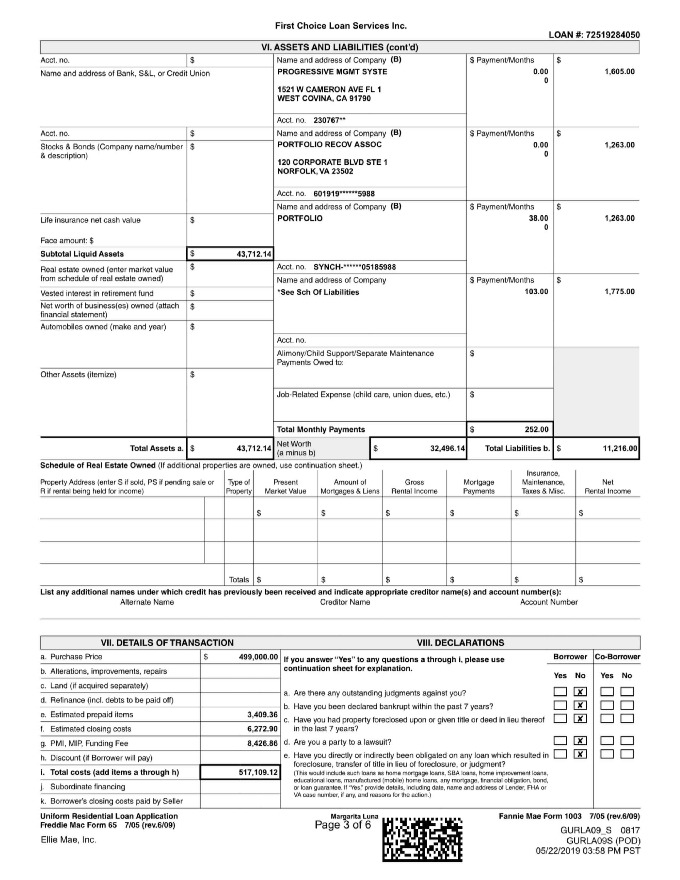 First Choice Loan Services Inc.
LOAN #: 72519284050
VI. ASSETS AND LIABILITIES (cont'd)
Acct. no. $
Name and address of Bank, S&L, or Credit Union
Name and address of Company (B) $ Payment/Months $
PROGRESSIVE MGMT SYSTE 0.00 1,605.00
0
1521 W CAMERON AVE FL 1
WEST COVINA, CA 91790
Acct. no. 230767**
Acct. no. $
Stocks & Bonds (Company name/number $
& description)
Name and address of Company (B) $ Payment/Months $
PORTFOLIO RECOV ASSOC 0.00 1,263.00
0
120 CORPORATE BLVD STE 1
NORFOLK, VA 23502
Acct. no. 601919******5988
Life insurance net cash value $
Face amount: $
Subtotal Liquid Assets $ 43,712.14
Name and address of Company (B) $ Payment/Months $
PORTFOLIO 38.00 1,263.00
0
Acct. no. SYNCH-******05185988
Real estate owned (enter market value $
from schedule of real estate owned)
Vested interest in retirement fund $
Net worth of business(es) owned (attach $
financial statement)
Automobiles owned (make and year) $
Name and address of Company $ Payment/Months $
*See Sch Of Liabilities 103.00 1,775.00
Acct. no.
Alimony/Child Support/Separate Maintenance $
Payments Owed to:
Other Assets (itemize) $
Job-Related Expense (child care, union dues, etc.) $
Total Monthly Payments $ 252.00
Total Assets a. $ 43,712.14 Net Worth $ 32,496.14 Total Liabilities b. $ 11,216.00
(a minus b)
Schedule of Real Estate Owned (If additional properties are owned, use continuation sheet.)
Property Address (enter S if sold, PS if pending sale or
R if rental being held for income)
Type of
Property
Present
Market Value
Amount of
Mortgages & Liens
Gross
Rental Income
Mortgage
Payments
Insurance,
Maintenance,
Taxes & Misc.
Net
Rental Income
$ $ $ $ $ $
Totals $ $ $ $ $ $
List any additional names under which credit has previously been received and indicate appropriate creditor name(s) and account number(s):
Alternate Name Creditor Name Account Number
VII. DETAILS OF TRANSACTION
a. Purchase Price $ 499,000.00
b. Alterations, improvements, repairs
c. Land (if acquired separately)
d. Refinance (incl. debts to be paid off)
e. Estimated prepaid items 3,409.36
f. Estimated closing costs 6,272.90
g. PMI, MIP, Funding Fee 8,426.86
h. Discount (if Borrower will pay)
i. Total costs (add items a through h) 517,109.12
j. Subordinate financing
k. Borrower's closing costs paid by Seller
VIII. DECLARATIONS
If you answer "Yes" to any questions a through i, please use
continuation sheet for explanation.
Borrower Co-Borrower
Yes No Yes No
a. Are there any outstanding judgments against you? X
b. Have you been declared bankrupt within the past 7 years? X
c. Have you had property foreclosed upon or given title or deed in lieu thereof X
in the last 7 years?
d. Are you a party to a lawsuit? X
e. Have you directly or indirectly been obligated on any loan which resulted in X
foreclosure, transfer of title in lieu of foreclosure, or judgment?
(This would include such loans as home mortgage loans, SBA loans, home improvement loans,
educational loans, manufactured (mobile) home loans, any mortgage, financial obligation, bond,
or loan guarantee. If "Yes," provide details, including date, name and address of Lender, FHA or
VA case number, if any, and reasons for the action.)
Uniform Residential Loan Application
Freddie Mac Form 65 7/05 (rev.6/09)
Ellie Mae, Inc.
Margarita Luna
Page 3 of 6
Fannie Mae Form 1003 7/05 (rev.6/09)
GURLA09_S 0817
GURLA09S (POD)
05/22/2019 03:58 PM PST